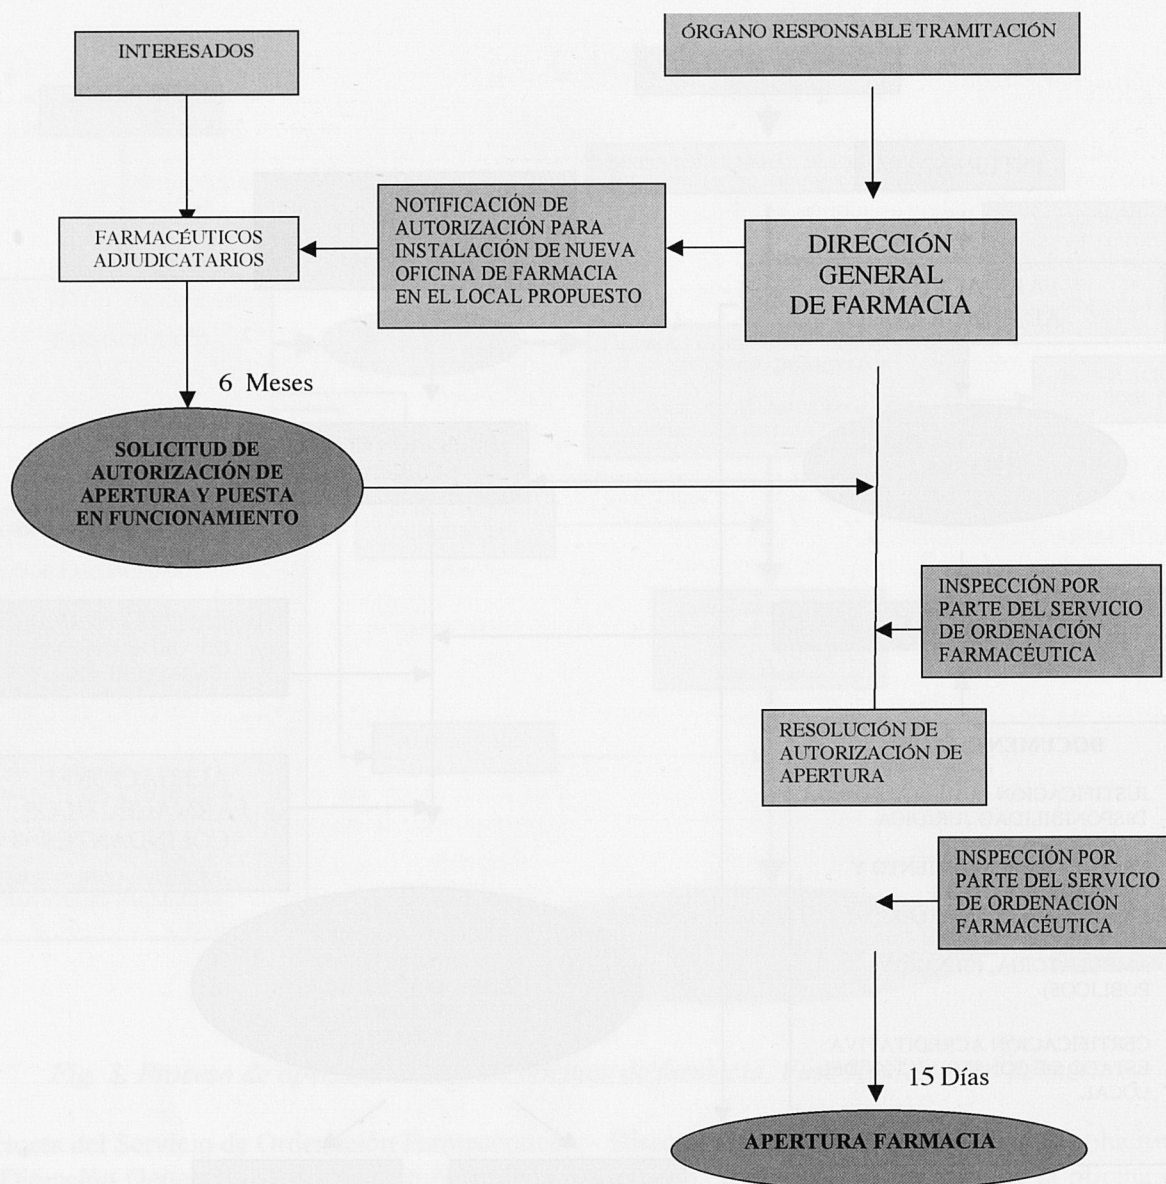 INTERESADOS
ÓRGANO RESPONSABLE TRAMITACIÓN
FARMACÉUTICOS
ADJUDICATARIOS
NOTIFICACIÓN DE
AUTORIZACIÓN PARA
INSTALACIÓN DE NUEVA
OFICINA DE FARMACIA
EN EL LOCAL PROPUESTO
DIRECCIÓN
GENERAL
DE FARMACIA
6 Meses
SOLICITUD DE
AUTORIZACIÓN DE
APERTURA Y PUESTA
EN FUNCIONAMIENTO
INSPECCIÓN POR
PARTE DEL SERVICIO
DE ORDENACIÓN
FARMACÉUTICA
RESOLUCIÓN DE
AUTORIZACIÓN DE
APERTURA
INSPECCIÓN POR
PARTE DEL SERVICIO
DE ORDENACIÓN
FARMACÉUTICA
15 Días
APERTURA FARMACIA